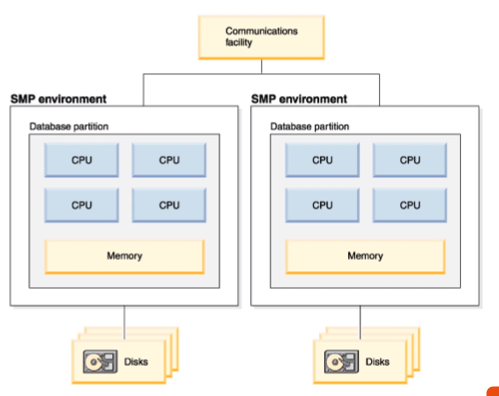 Communications
facility
SMP environment
SMP environment
Database partition
Database partition
CPU
CPU
CPU
CPU
CPU
CPU
CPU
CPU
Memory
Memory
Disks
Disks